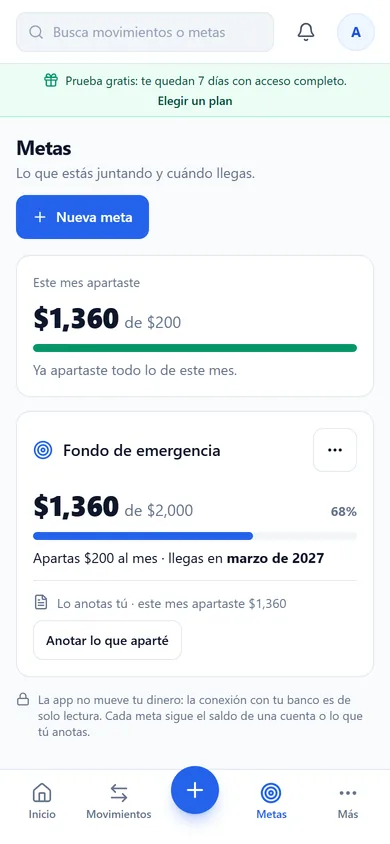 Busca movimientos o metas
A
Prueba gratis: te quedan 7 días con acceso completo.
Elegir un plan
Metas
Lo que estás juntando y cuándo llegas.
+ Nueva meta
Este mes apartaste
$1,360 de $200
Ya apartaste todo lo de este mes.
Fondo de emergencia
$1,360 de $2,000
68%
Apartas $200 al mes · llegas en marzo de 2027
Lo anotas tú · este mes apartaste $1,360
Anotar lo que aparté
La app no mueve tu dinero: la conexión con tu banco es de
solo lectura. Cada meta sigue el saldo de una cuenta o lo que
tú anotas.
Inicio
Movimientos
Metas
Más